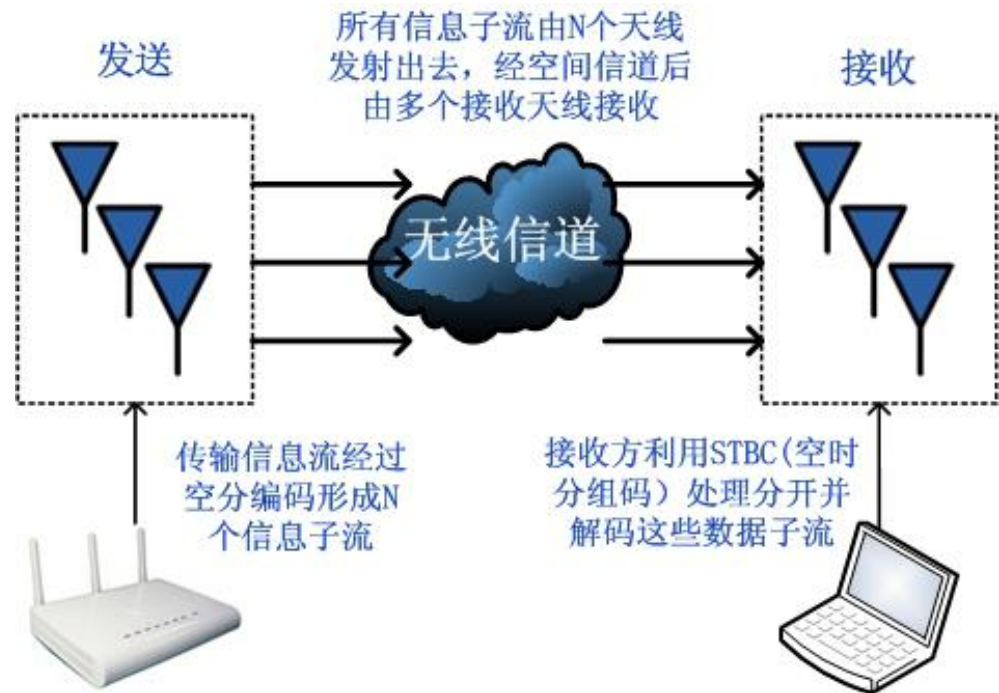 发送
所有信息子流由N个天线
发射出去，经空间信道后
由多个接收天线接收
接收
无线信道
传输信息流经过
空分编码形成N
个信息子流
接收方利用STBC(空时
分组码）处理分开并
解码这些数据子流